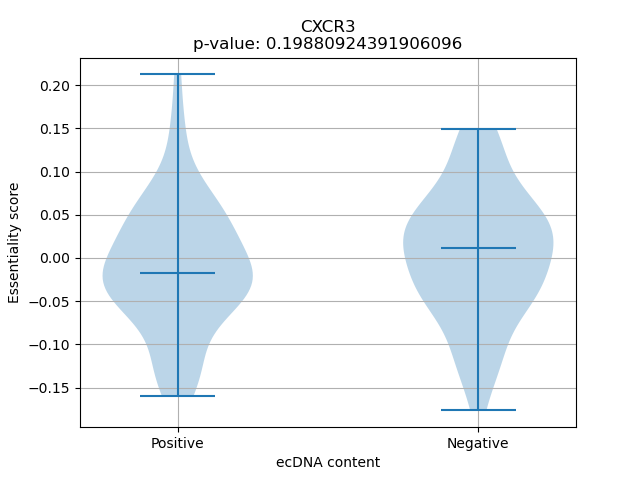 CXCR3
p-value: 0.19880924391906096
0.20
0.15
0.10
0.05
0.00
−0.05
−0.10
−0.15
Essentiality score
Positive
Negative
ecDNA content